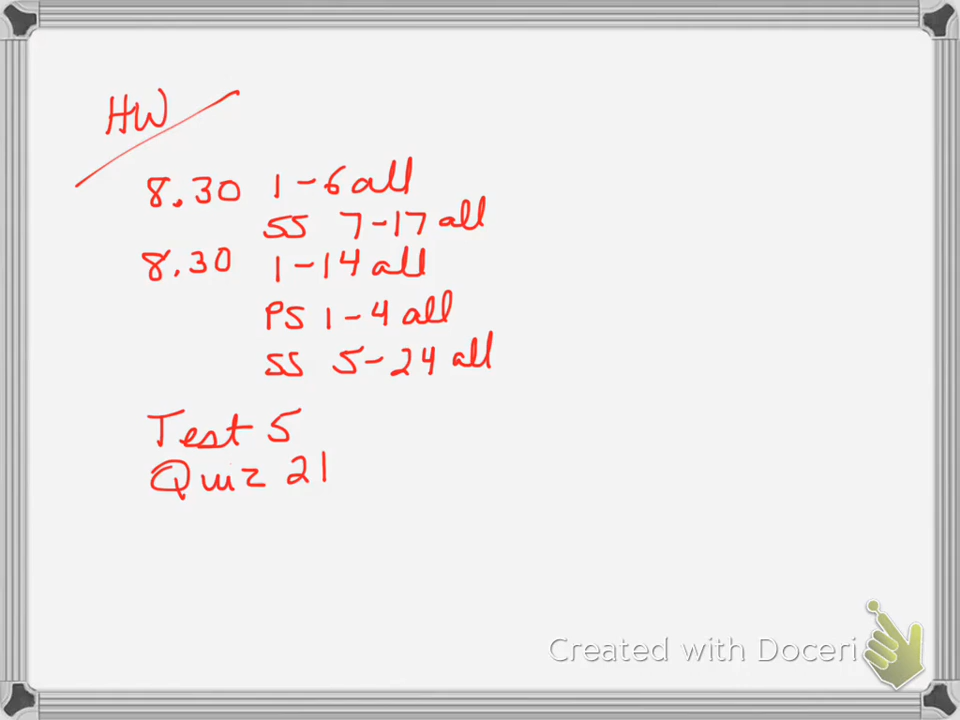 HW
8.30 1-6 all
SS 7-17 all
8.30 1-14 all
PS 1-4 all
SS 5-24 all
Test 5
Quiz 21
Created with Doceri